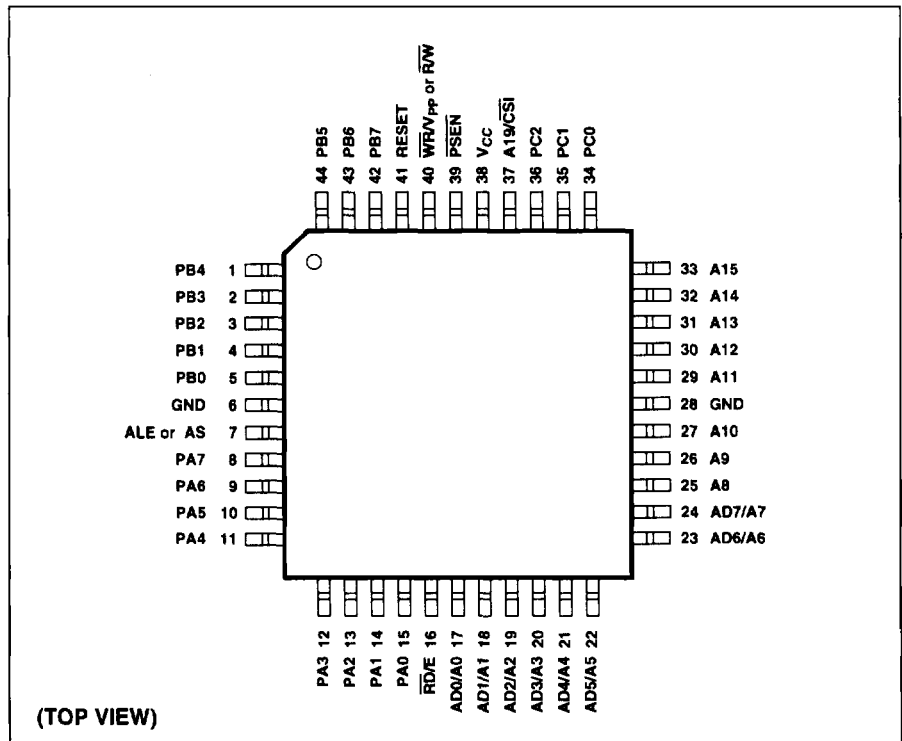 44 PB5
43 PB6
42 PB7
41 RESET
40 W̅R̅/VPP or R̅/̅W̅
39 P̅S̅E̅N̅
38 VCC
37 A19/C̅S̅I̅
36 PC2
35 PC1
34 PC0
PB4 1
PB3 2
PB2 3
PB1 4
PB0 5
GND 6
ALE or AS 7
PA7 8
PA6 9
PA5 10
PA4 11
33 A15
32 A14
31 A13
30 A12
29 A11
28 GND
27 A10
26 A9
25 A8
24 AD7/A7
23 AD6/A6
PA3 12
PA2 13
PA1 14
PA0 15
R̅D̅/E 16
AD0/A0 17
AD1/A1 18
AD2/A2 19
AD3/A3 20
AD4/A4 21
AD5/A5 22
(TOP VIEW)